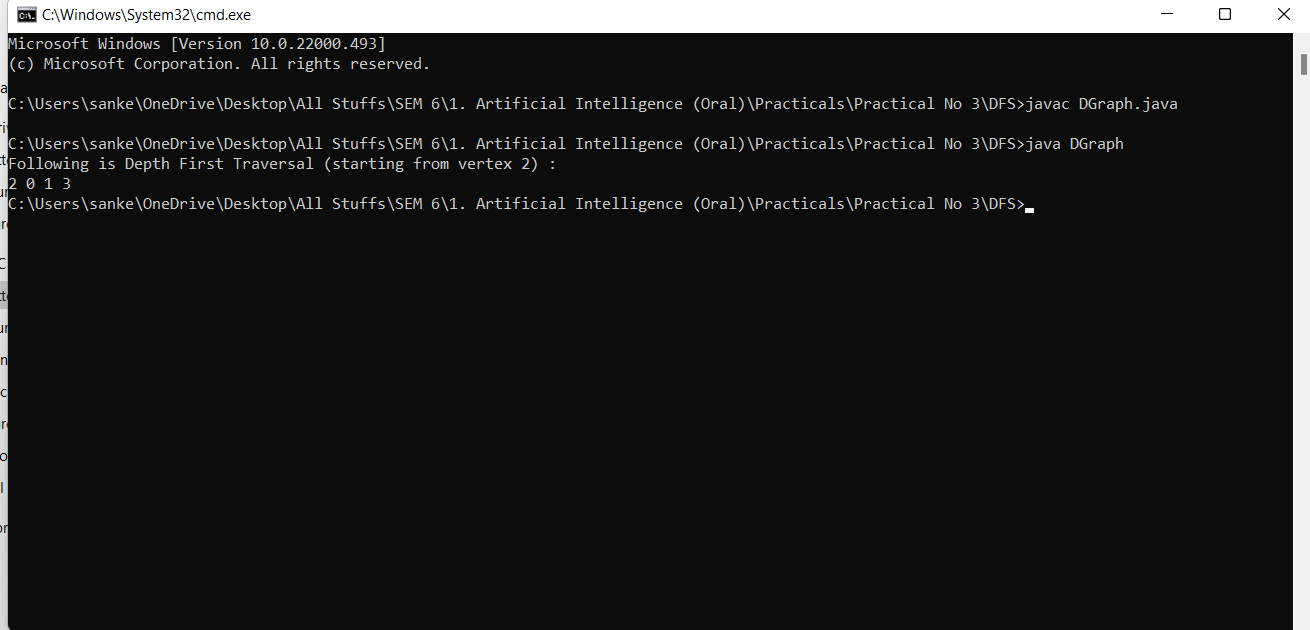 C:\Windows\System32\cmd.exe
Microsoft Windows [Version 10.0.22000.493]
(c) Microsoft Corporation. All rights reserved.
C:\Users\sanke\OneDrive\Desktop\All Stuffs\SEM 6\1. Artificial Intelligence (Oral)\Practicals\Practical No 3\DFS>javac DGraph.java
C:\Users\sanke\OneDrive\Desktop\All Stuffs\SEM 6\1. Artificial Intelligence (Oral)\Practicals\Practical No 3\DFS>java DGraph
Following is Depth First Traversal (starting from vertex 2) :
2 0 1 3
C:\Users\sanke\OneDrive\Desktop\All Stuffs\SEM 6\1. Artificial Intelligence (Oral)\Practicals\Practical No 3\DFS>